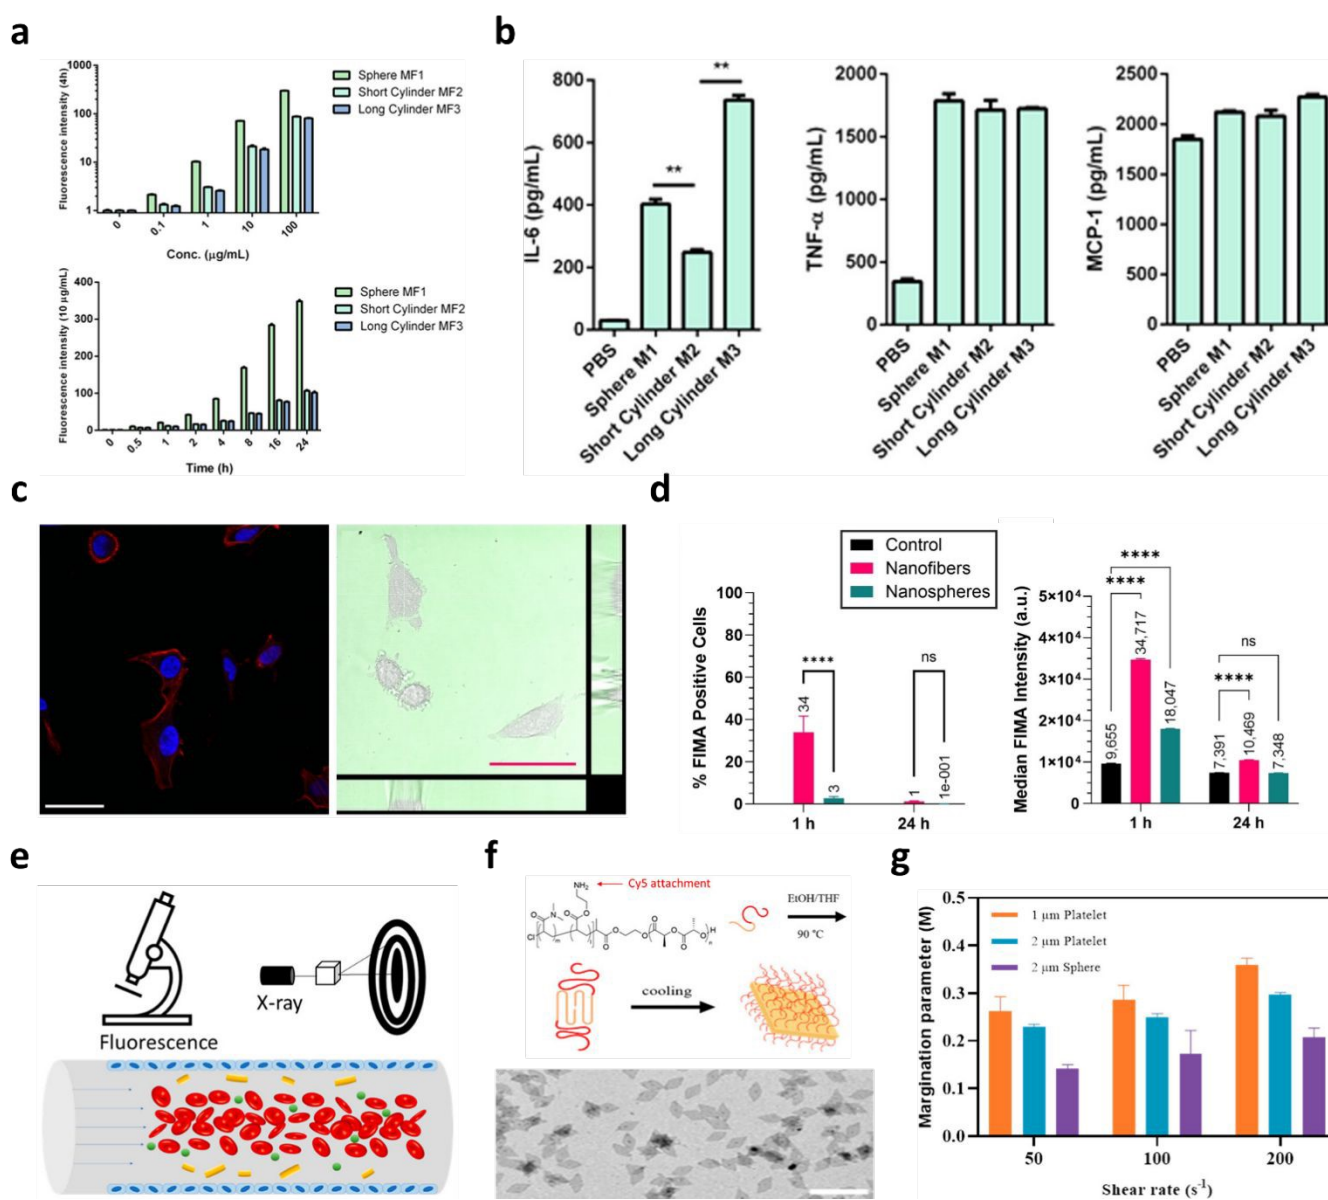 a
Fluorescence intensity (4h)
1000
100
10
1
0
0.1
1
10
100
Conc. (µg/mL)
Sphere MF1
Short Cylinder MF2
Long Cylinder MF3
Fluorescence intensity (10 µg/mL)
400
300
200
100
0
0
0.5
1
2
4
8
16
24
Time (h)
Sphere MF1
Short Cylinder MF2
Long Cylinder MF3
b
IL-6 (pg/mL)
800
600
400
200
0
**
**
PBS
Sphere M1
Short Cylinder M2
Long Cylinder M3
TNF-α (pg/mL)
2000
1500
1000
500
0
PBS
Sphere M1
Short Cylinder M2
Long Cylinder M3
MCP-1 (pg/mL)
2500
2000
1500
1000
500
0
PBS
Sphere M1
Short Cylinder M2
Long Cylinder M3
c
d
Control
Nanofibers
Nanospheres
% FIMA Positive Cells
100
80
60
40
20
0
****
ns
34
3
1
1e-001
1 h
24 h
Median FIMA Intensity (a.u.)
5×10⁴
4×10⁴
3×10⁴
2×10⁴
1×10⁴
0
****
****
ns
****
9,655
34,717
18,047
7,391
10,469
7,348
1 h
24 h
e
Fluorescence
X-ray
f
NH₂
Cy5 attachment
Cl
N
O
O
O
O
O
O
O
O
H
m
n
EtOH/THF
90 °C
cooling
g
Margination parameter (M)
0.5
0.4
0.3
0.2
0.1
0.0
1 µm Platelet
2 µm Platelet
2 µm Sphere
50
100
200
Shear rate (s⁻¹)